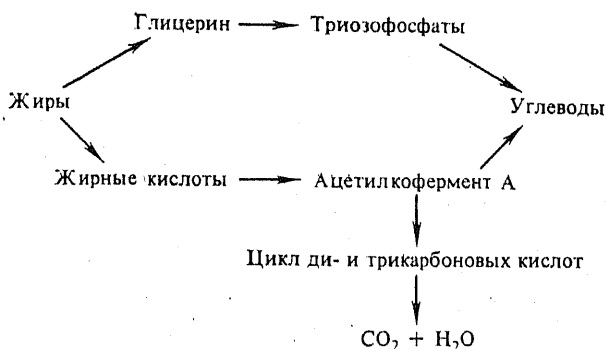 Глицерин → Триозофосфаты
Жиры
Углеводы
Жирные кислоты → Ацетилкофермент А
Цикл ди- и трикарбоновых кислот
CO₂ + H₂O